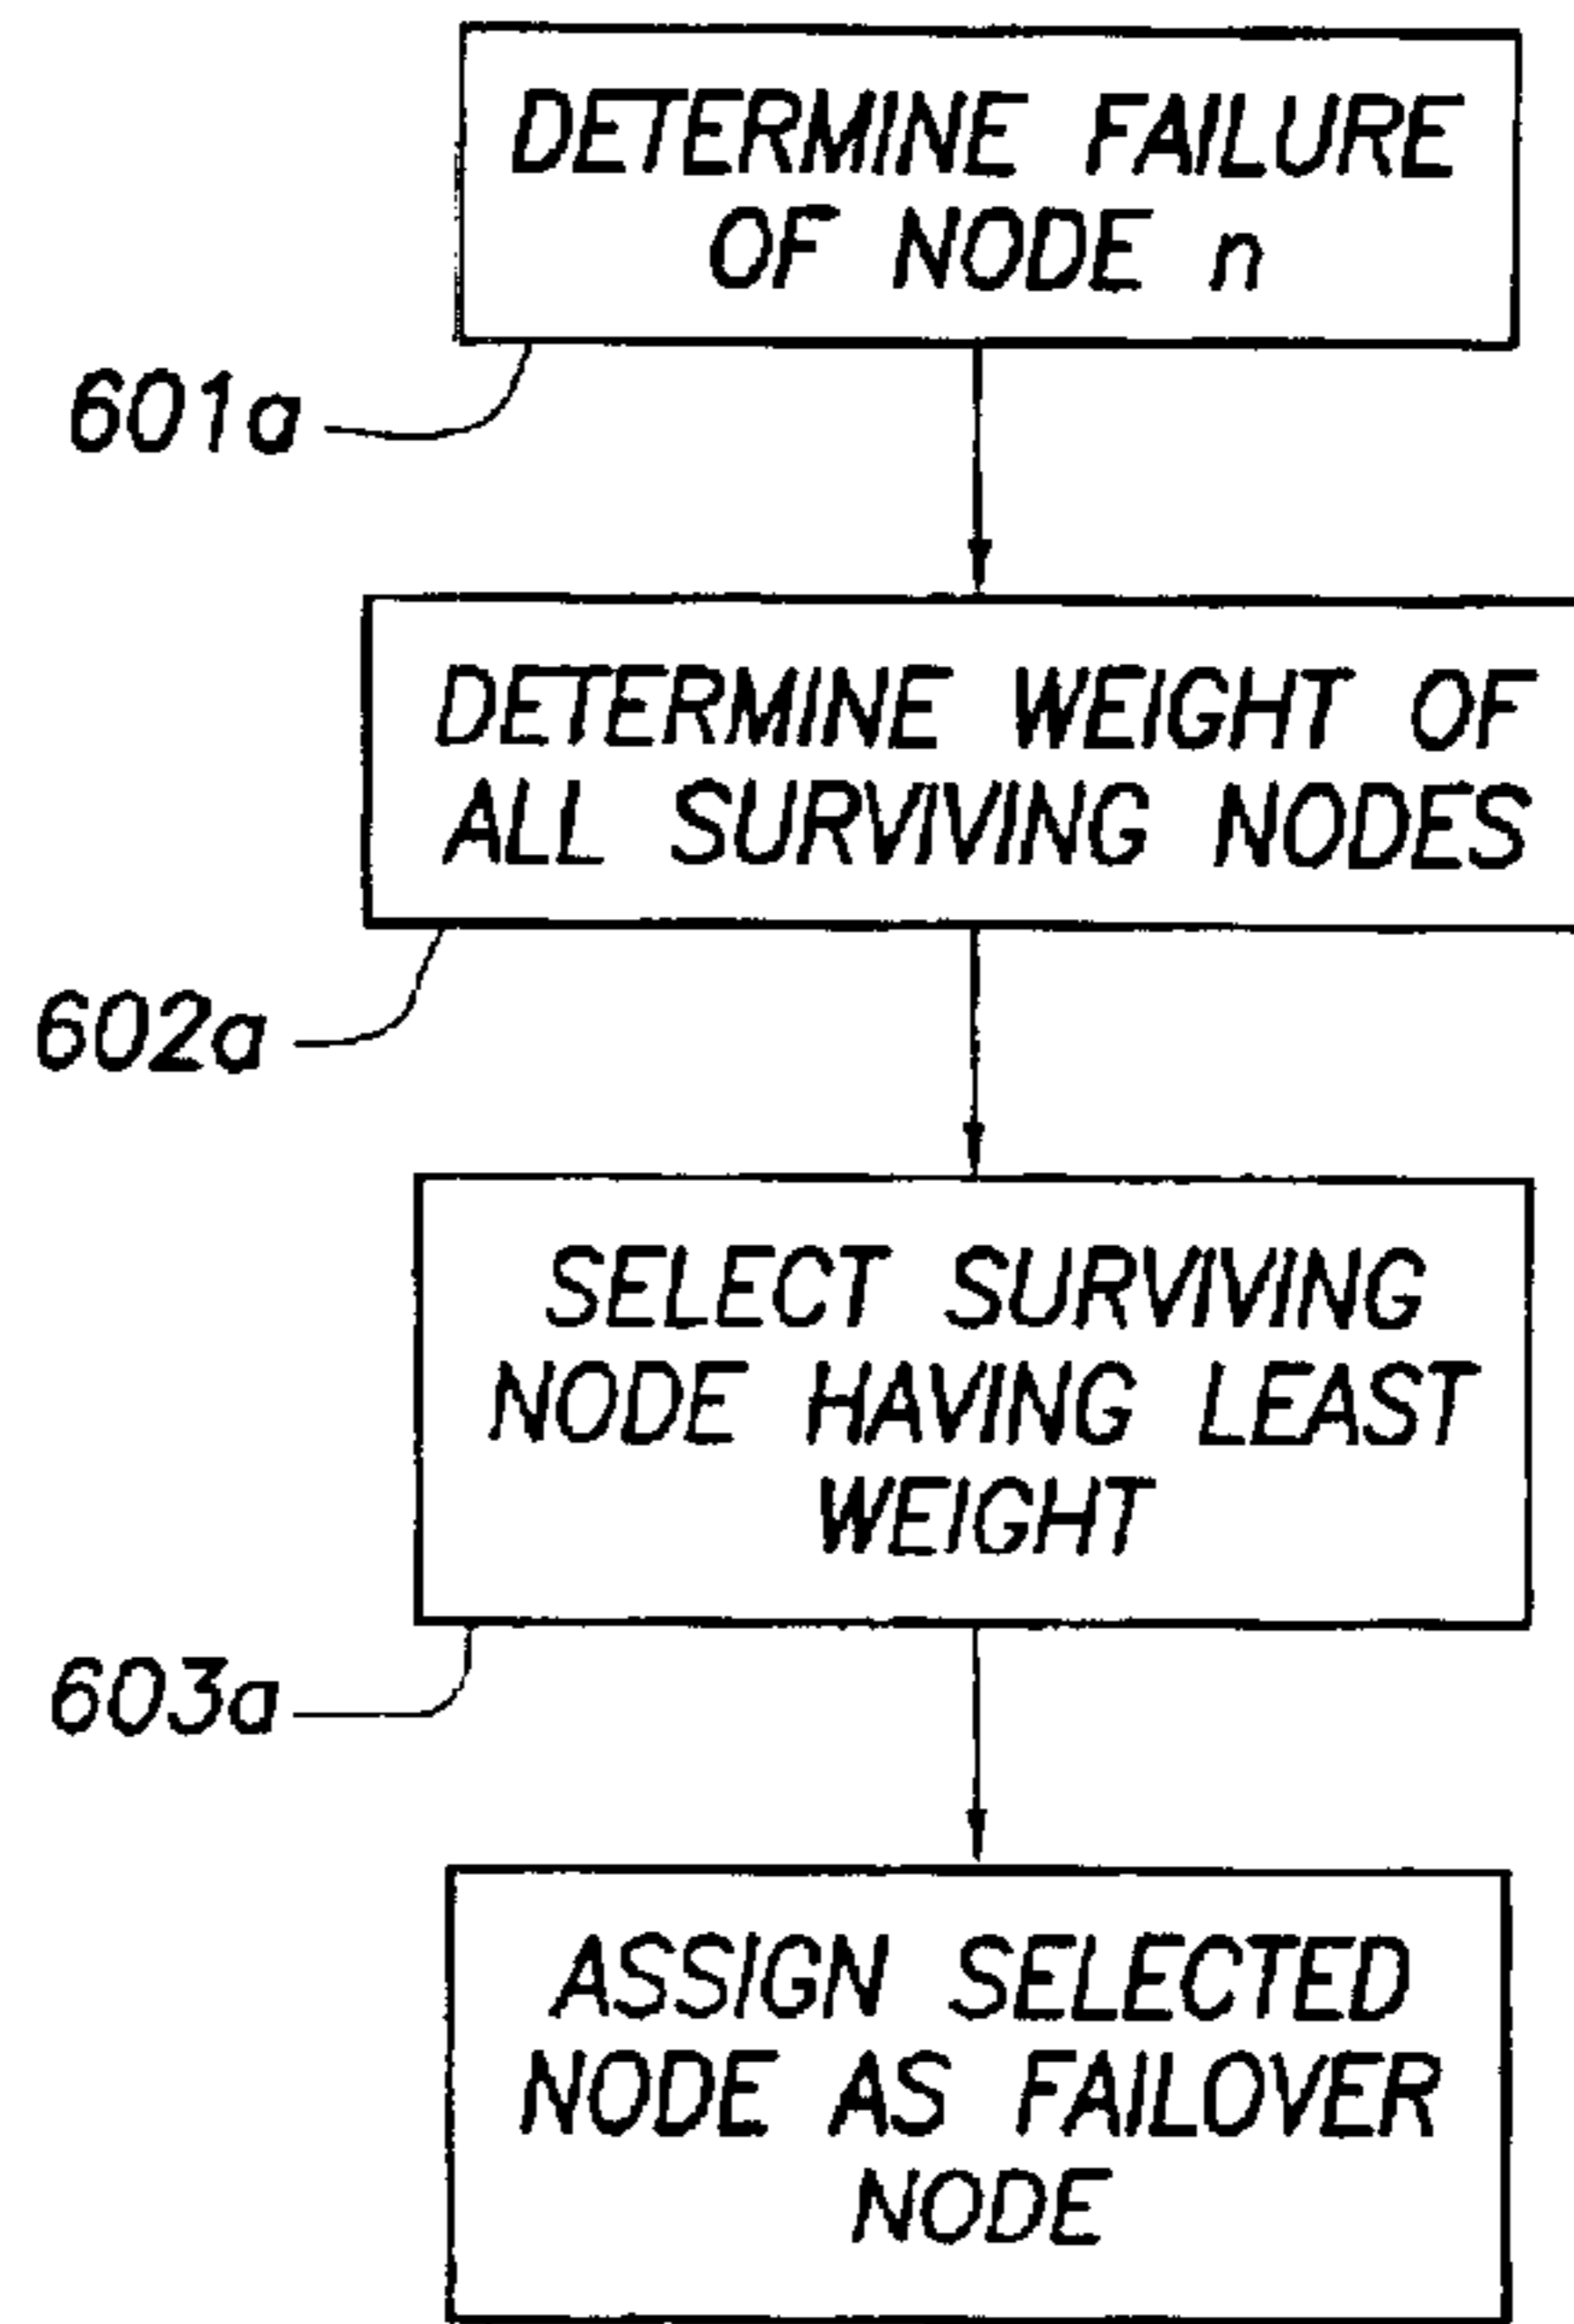 DETERMINE FAILURE
OF NODE n
601a
DETERMINE WEIGHT OF
ALL SURVIVING NODES
602a
SELECT SURVIVING
NODE HAVING LEAST
WEIGHT
603a
ASSIGN SELECTED
NODE AS FAILOVER
NODE